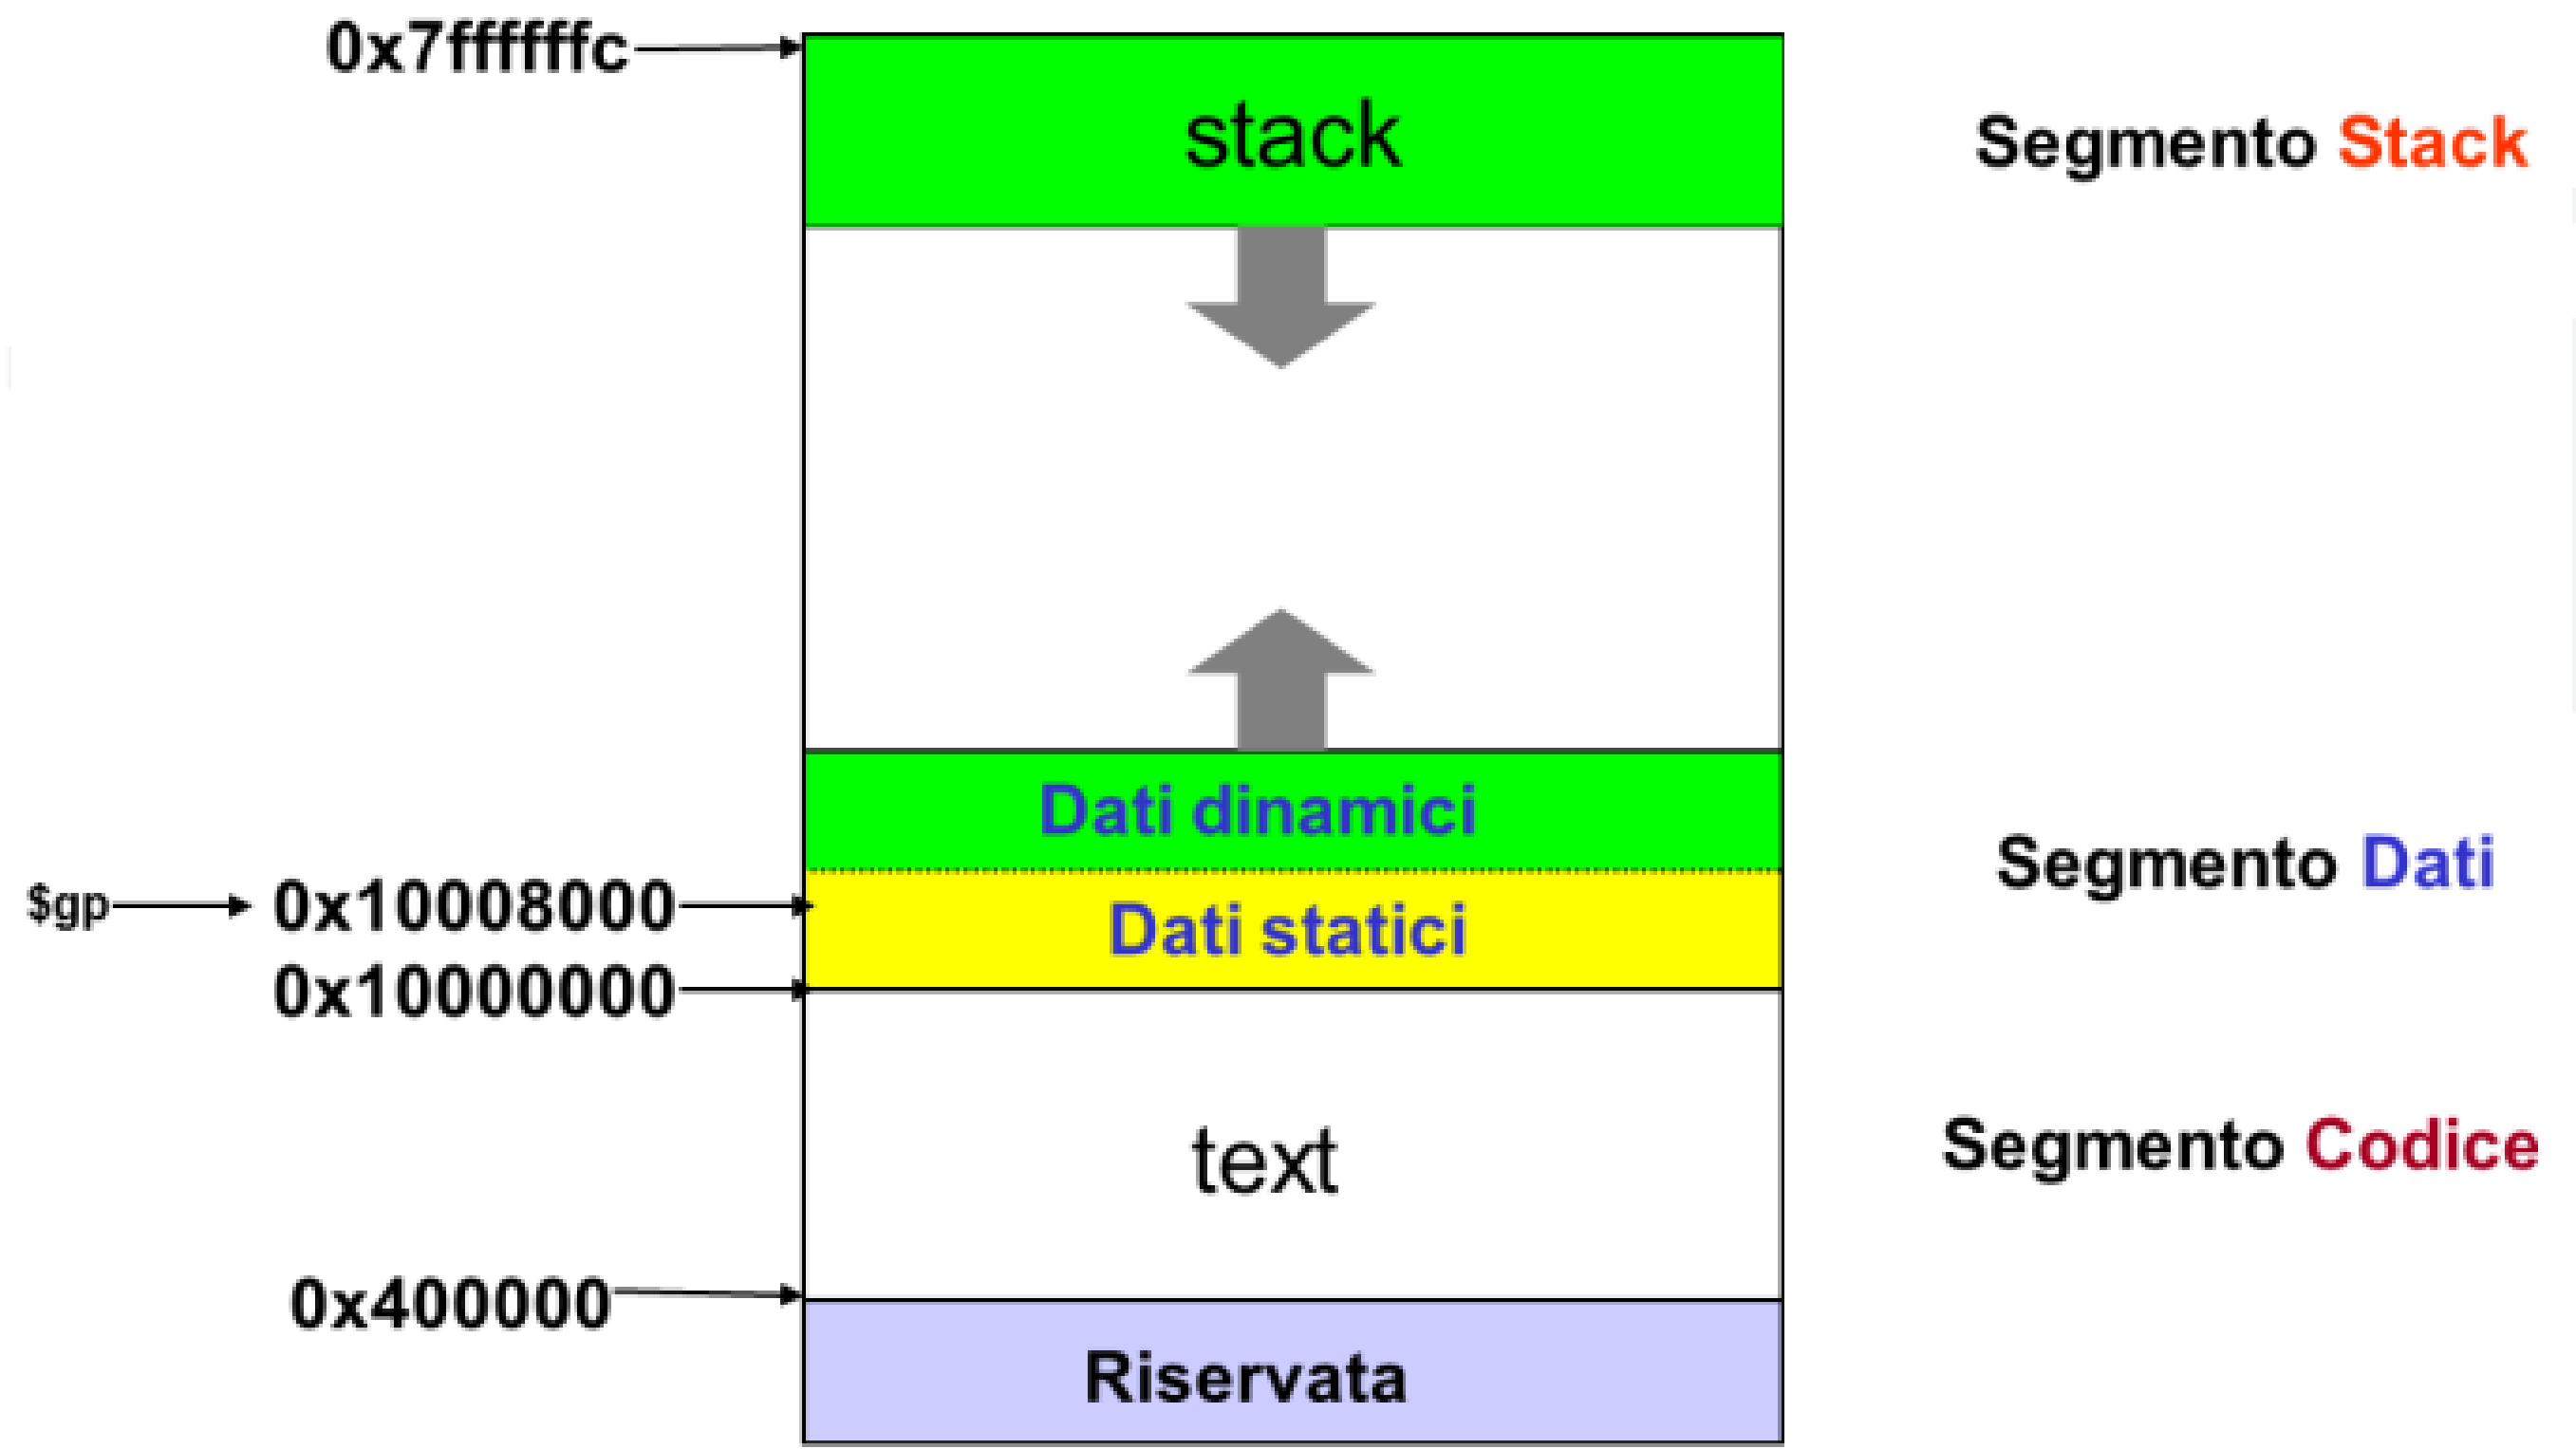 0x7ffffffc
stack
Segmento Stack
Dati dinamici
Segmento Dati
$gp
0x10008000
Dati statici
0x10000000
text
Segmento Codice
0x400000
Riservata